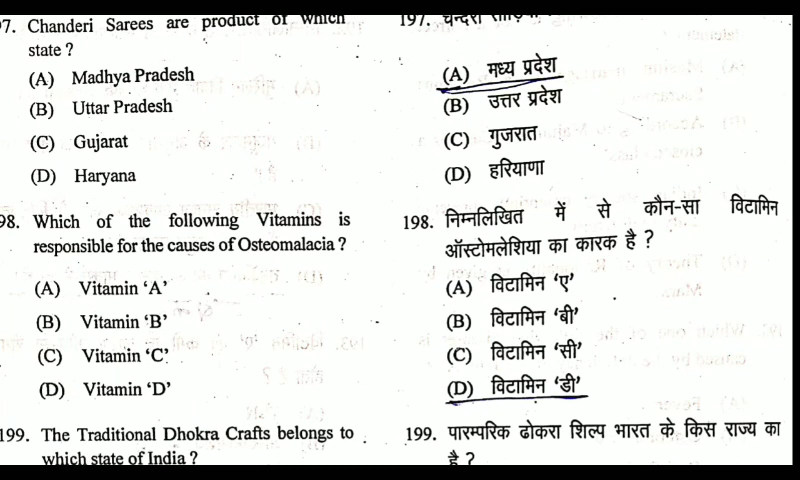 7. Chanderi Sarees are product of which
state ?
(A) Madhya Pradesh
(B) Uttar Pradesh
(C) Gujarat
(D) Haryana
98. Which of the following Vitamins is
responsible for the causes of Osteomalacia ?
(A) Vitamin ‘A’
(B) Vitamin ‘B’
(C) Vitamin ‘C’
(D) Vitamin ‘D’
199. The Traditional Dhokra Crafts belongs to
which state of India ?
197. चन्देरी
(A) मध्य प्रदेश
(B) उत्तर प्रदेश
(C) गुजरात
(D) हरियाणा
198. निम्नलिखित में से कौन-सा विटामिन
ऑस्टोमलेशिया का कारक है ?
(A) विटामिन ‘ए’
(B) विटामिन ‘बी’
(C) विटामिन ‘सी’
(D) विटामिन ‘डी’
199. पारम्परिक ढोकरा शिल्प भारत के किस राज्य का
है ?